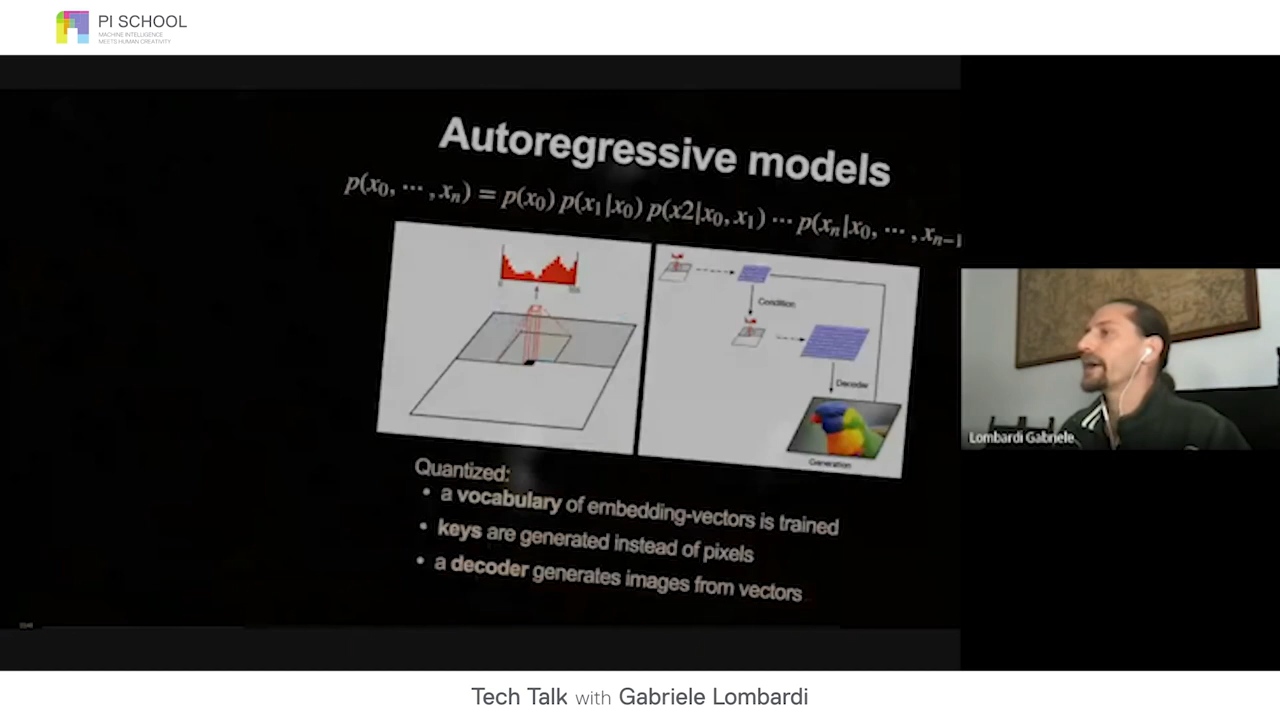 PI SCHOOL
MACHINE INTELLIGENCE
MEETS HUMAN CREATIVITY
Autoregressive models
p(x₀, ⋯ , xₙ) = p(x₀) p(x₁|x₀) p(x2|x₀, x₁) ⋯ p(xₙ|x₀, ⋯ , xₙ₋₁
0
Condition
Decoder
Generation
Quantized:
• a vocabulary of embedding-vectors is trained
• keys are generated instead of pixels
• a decoder generates images from vectors
Lombardi Gabriele
Tech Talk with Gabriele Lombardi